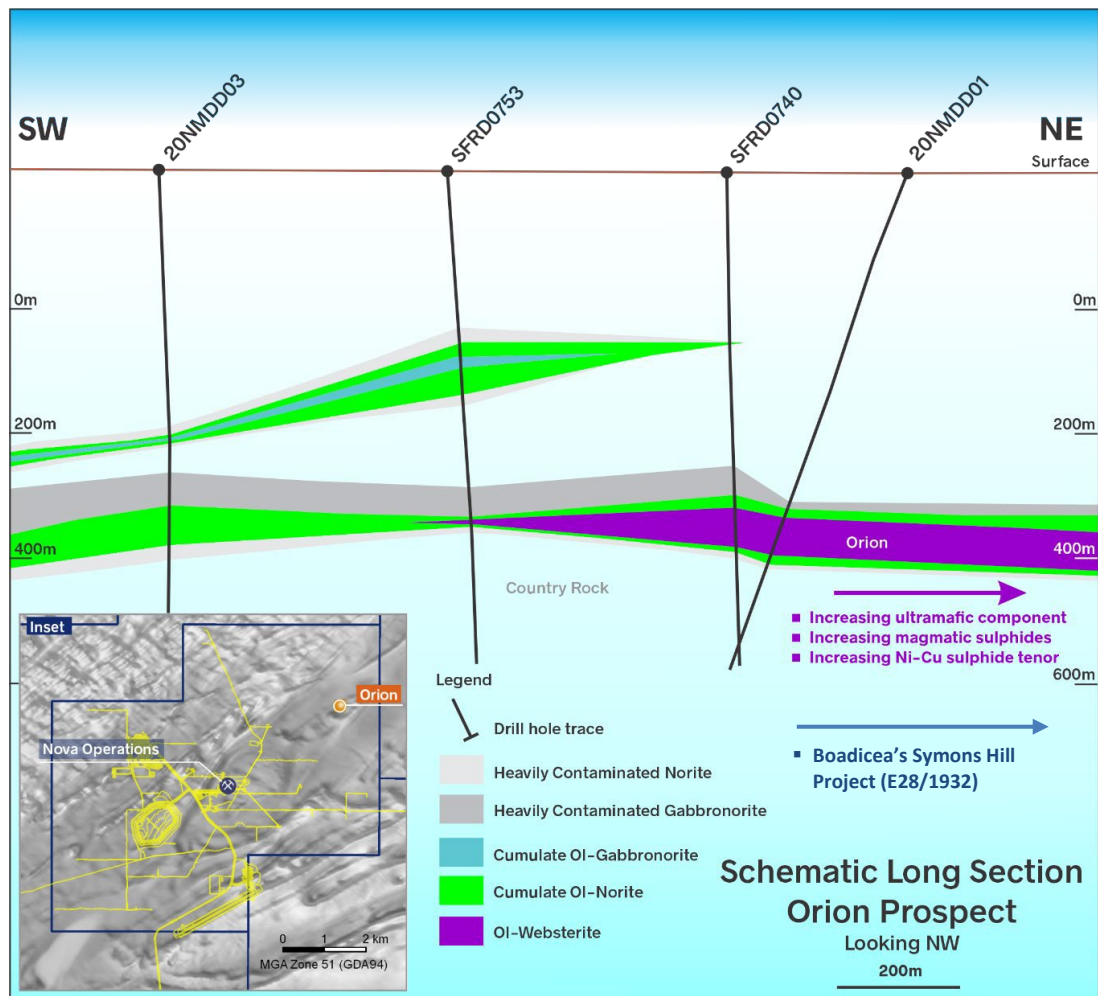 SW
20NMDD03
SFRD0753
SFRD0740
20NMDD01
NE
Surface
0m
0m
200m
200m
400m
Orion
400m
Country Rock
Increasing ultramafic component
Increasing magmatic sulphides
Increasing Ni-Cu sulphide tenor
600m
Inset
Orion
Nova Operations
0 1 2 km
MGA Zone 51 (GDA94)
Legend
Drill hole trace
Heavily Contaminated Norite
Heavily Contaminated Gabbronorite
Cumulate Ol-Gabbronorite
Cumulate Ol-Norite
Ol-Websterite
Boadicea's Symons Hill
Project (E28/1932)
Schematic Long Section
Orion Prospect
Looking NW
200m